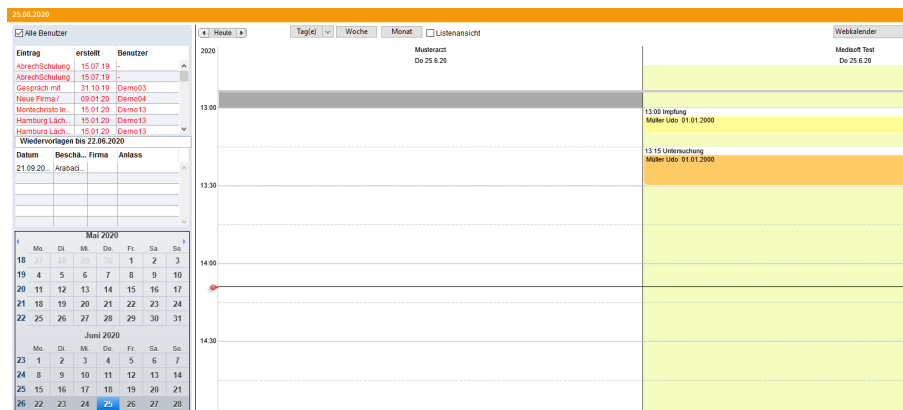 25.06.2020
Alle Benutzer
Heute
Tag(e) Woche Monat Listenansicht Webkalender
Eintrag erstellt Benutzer
AbrechSchulung 15.07.19 -
AbrechSchulung 15.07.19 -
Gespräch mit 31.10.19 Demo03
Neue Firma / 09.01.20 Demo04
Montechristo In... 15.01.20 Demo13
Hamburg Läch... 15.01.20 Demo13
Hamburg Läch... 15.01.20 Demo13
Wiedervorlagen bis 22.06.2020
Datum Beschä... Firma Anlass
21.09.20... Arabaci...
Mai 2020
Mo. Di. Mi. Do. Fr. Sa. So.
18 27 28 29 30 1 2 3
19 4 5 6 7 8 9 10
20 11 12 13 14 15 16 17
21 18 19 20 21 22 23 24
22 25 26 27 28 29 30 31
Juni 2020
Mo. Di. Mi. Do. Fr. Sa. So.
23 1 2 3 4 5 6 7
24 8 9 10 11 12 13 14
25 15 16 17 18 19 20 21
26 22 23 24 25 26 27 28
2020 Musterarzt Medisoft Test
Do 25.6.20 Do 25.6.20
13:00
13:00 Impfung
Müller Udo 01.01.2000
13:15 Untersuchung
Müller Udo 01.01.2000
13:30
14:00
14:30